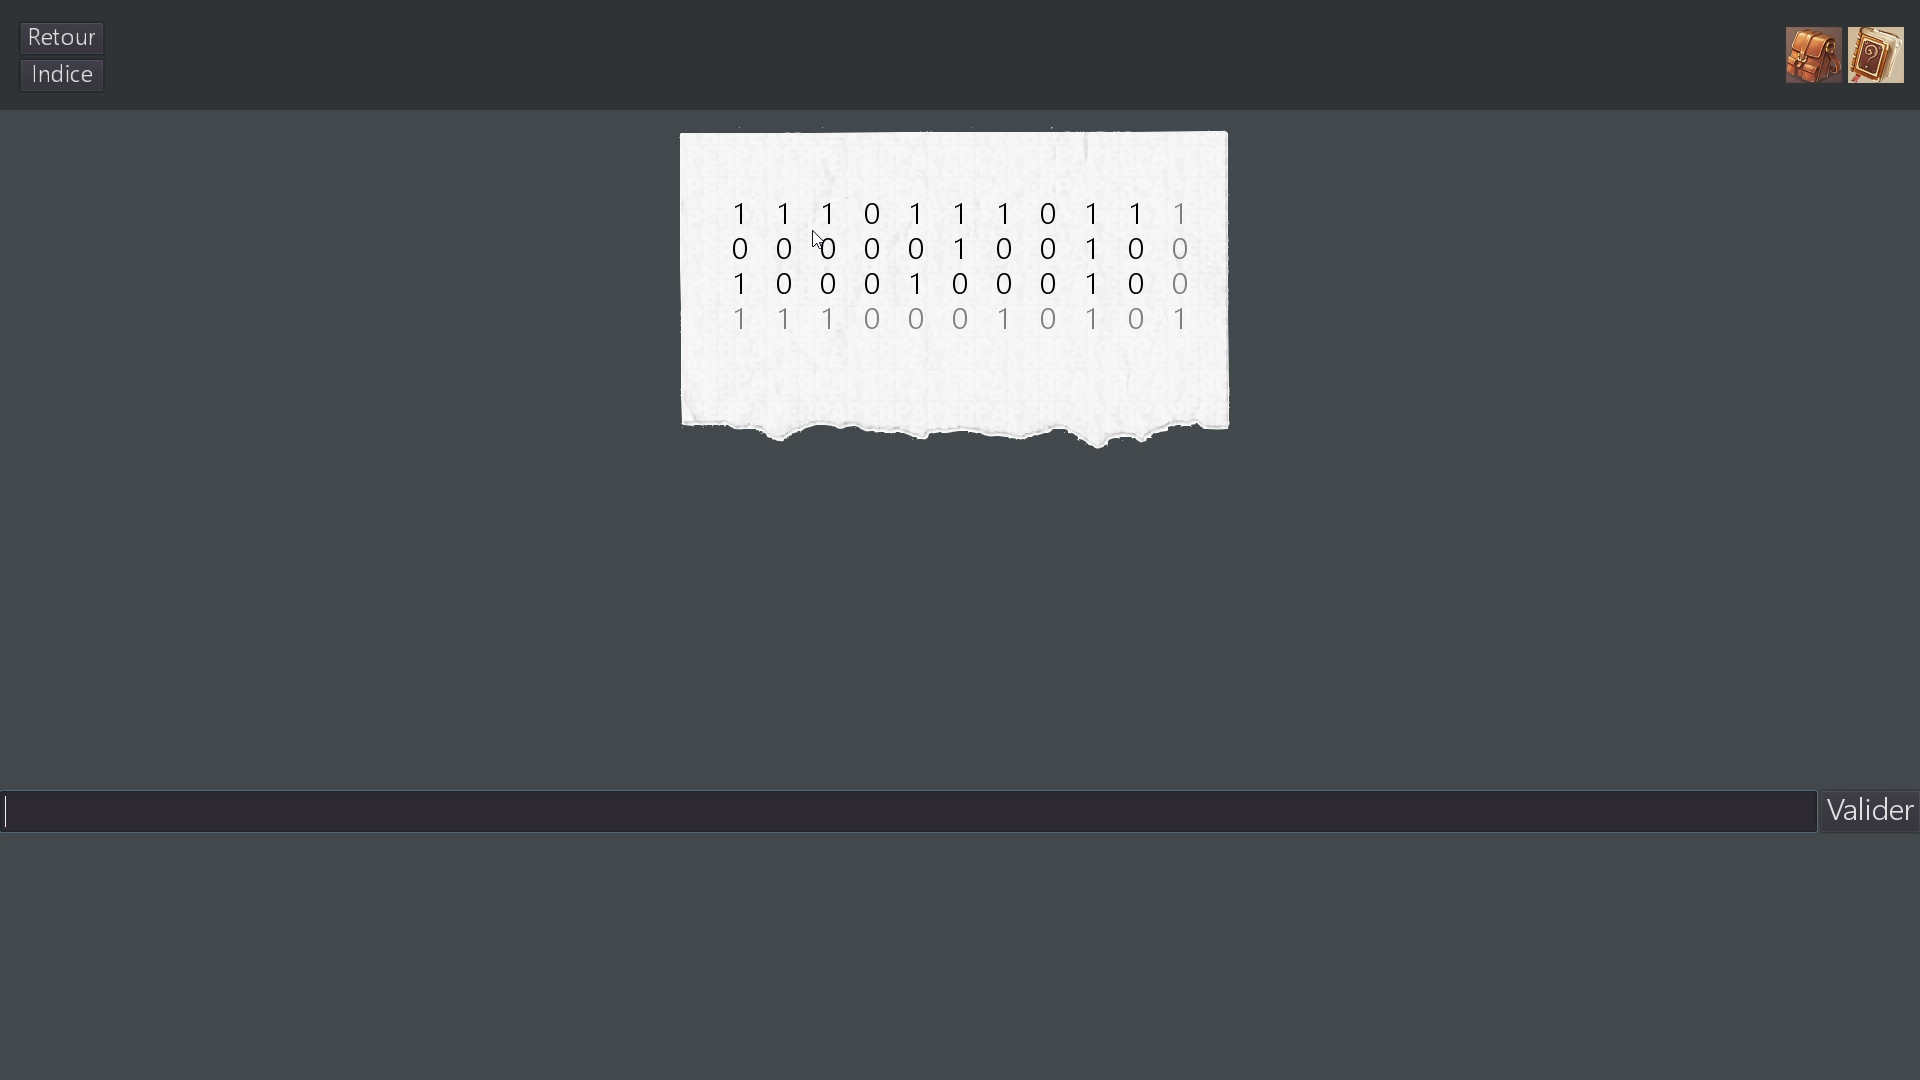 Retour
Indice
1 1 1 0 1 1 1 0 1 1 1
0 0 0 0 0 1 0 0 1 0 0
1 0 0 0 1 0 0 0 1 0 0
1 1 1 0 0 0 1 0 1 0 1
Valider